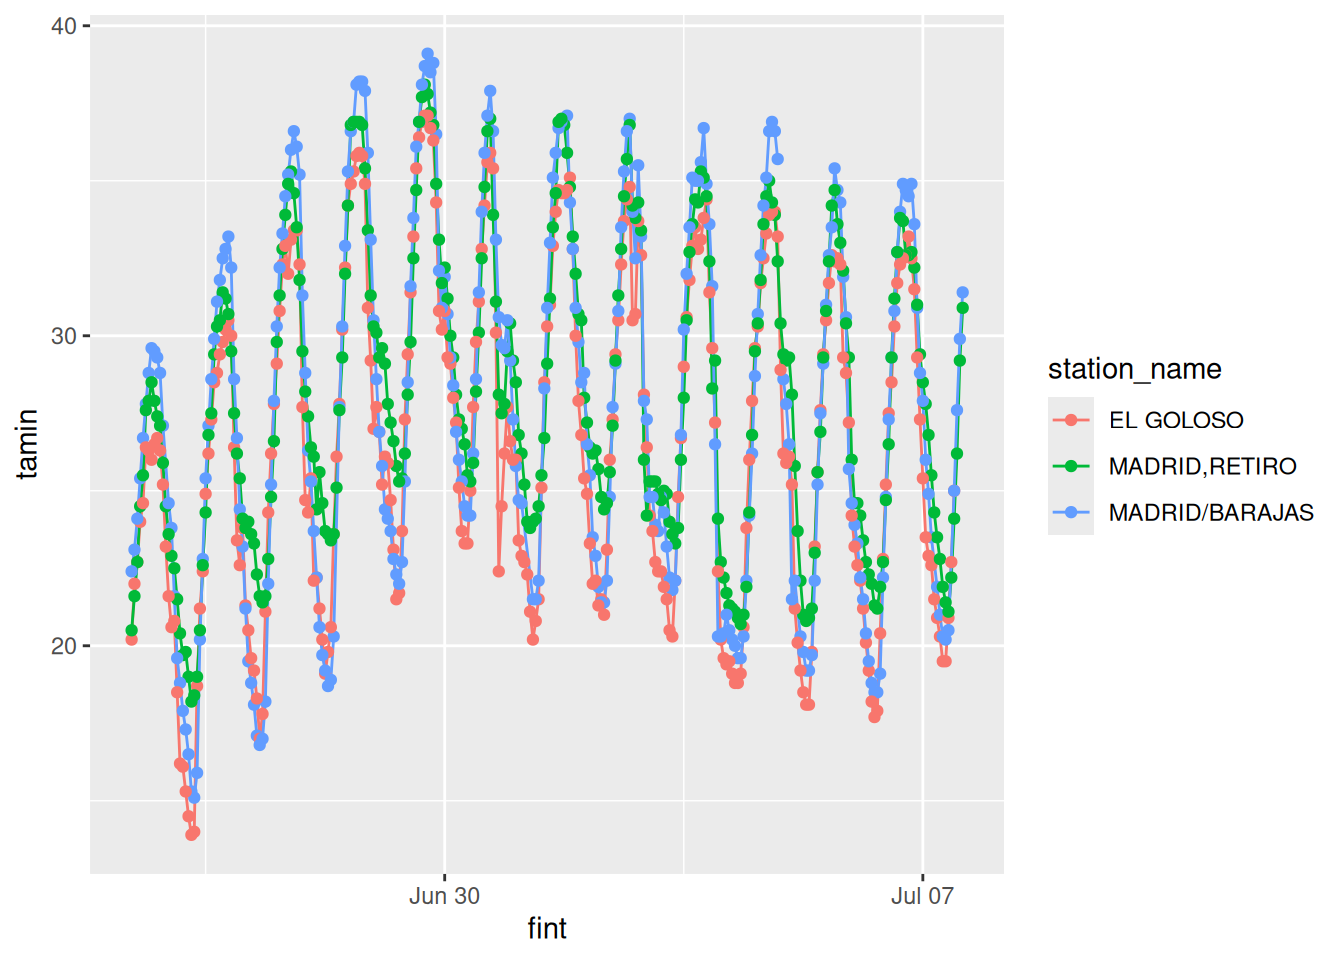 40
30
20
tamin
Jun 30
Jul 07
fint
station_name
EL GOLOSO
MADRID,RETIRO
MADRID/BARAJAS